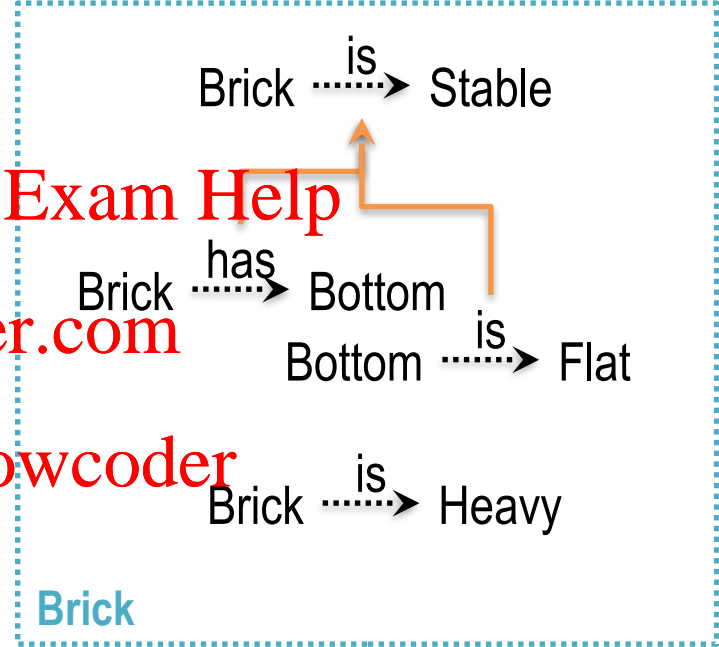 is
Brick Stable
Exam Help
has
Brick Bottom
er.com
is
Bottom Flat
owcoder
is
Brick Heavy
Brick